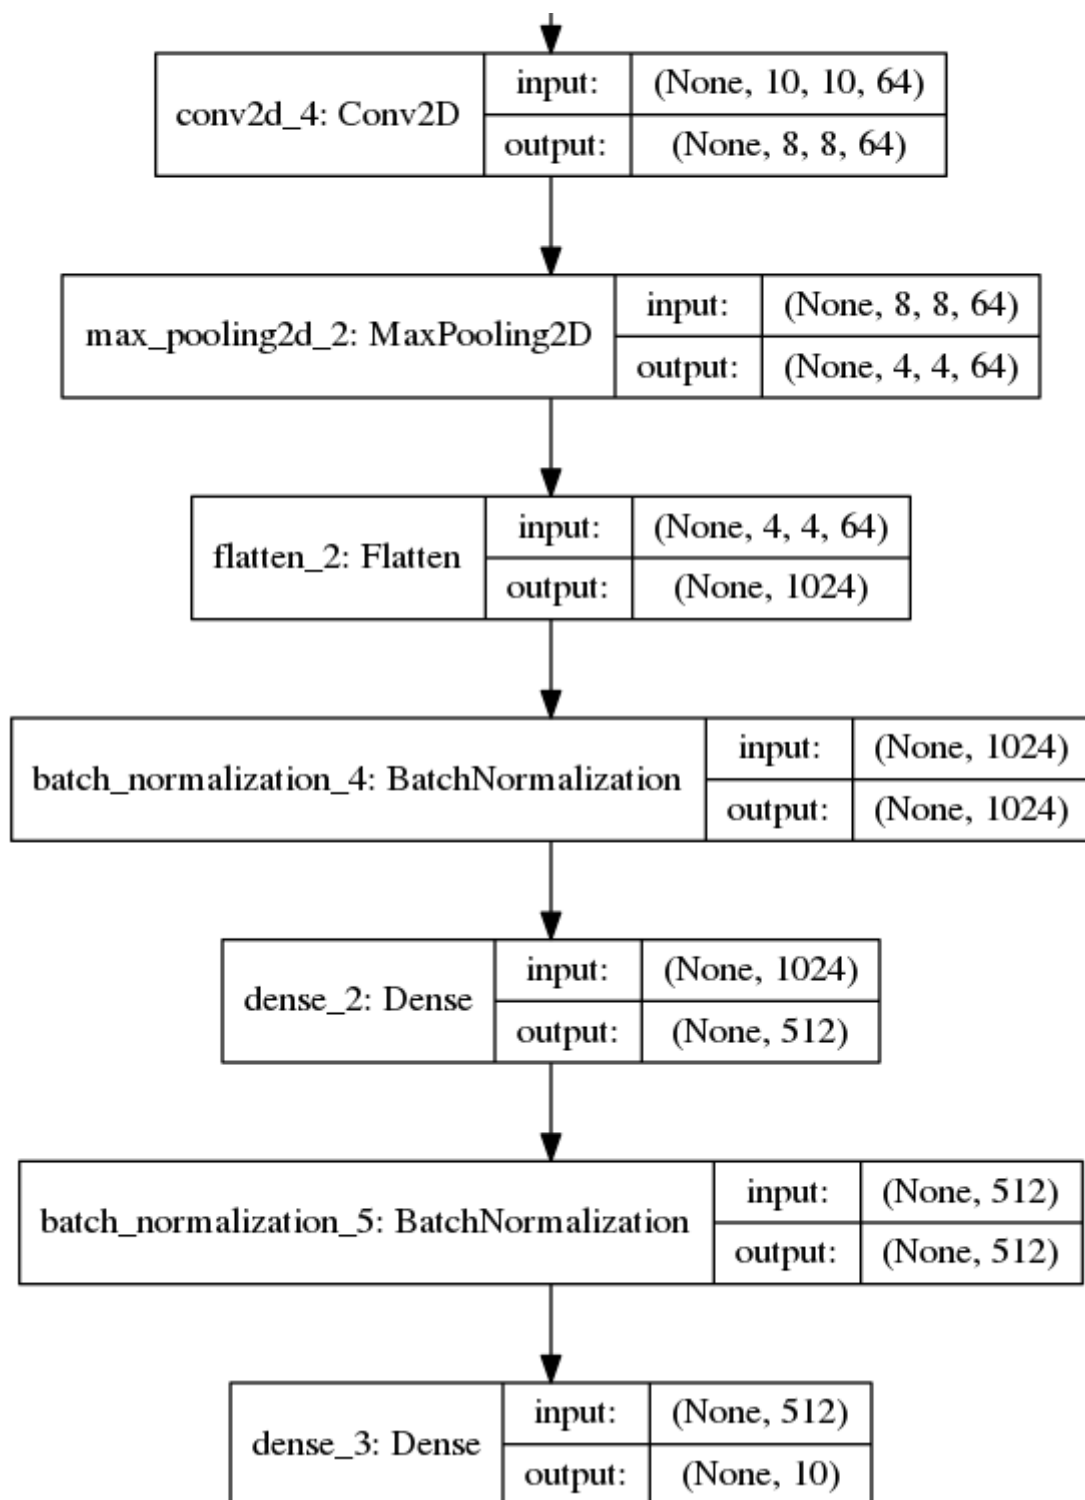 conv2d_4: Conv2D
input: (None, 10, 10, 64)
output: (None, 8, 8, 64)
max_pooling2d_2: MaxPooling2D
input: (None, 8, 8, 64)
output: (None, 4, 4, 64)
flatten_2: Flatten
input: (None, 4, 4, 64)
output: (None, 1024)
batch_normalization_4: BatchNormalization
input: (None, 1024)
output: (None, 1024)
dense_2: Dense
input: (None, 1024)
output: (None, 512)
batch_normalization_5: BatchNormalization
input: (None, 512)
output: (None, 512)
dense_3: Dense
input: (None, 512)
output: (None, 10)